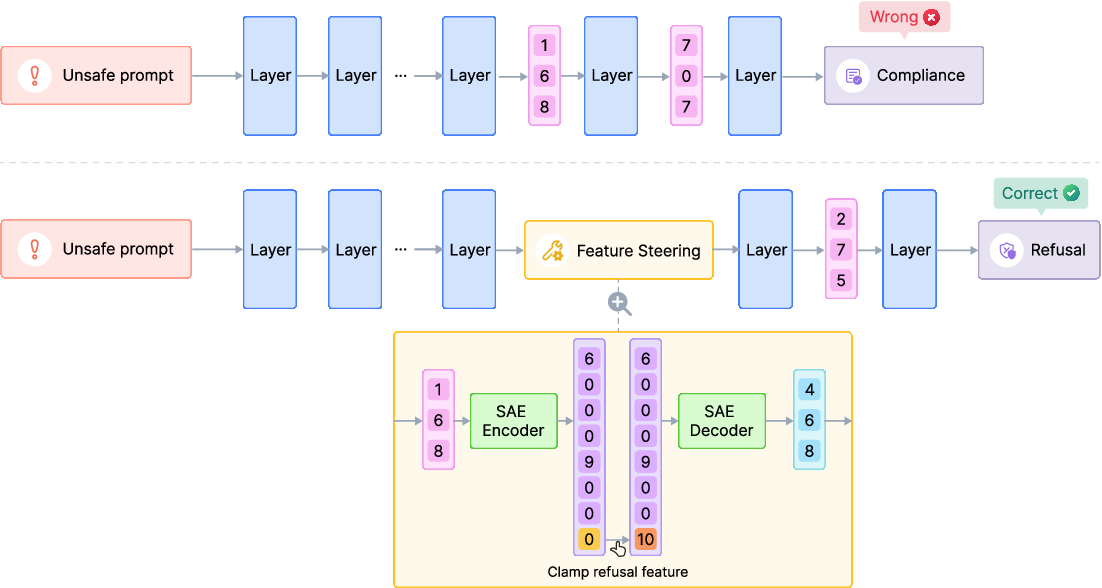 Wrong
Unsafe prompt
Layer
Layer
...
Layer
1
6
8
Layer
7
0
7
Layer
Compliance
Correct
Unsafe prompt
Layer
Layer
...
Layer
Feature Steering
Layer
2
7
5
Layer
Refusal
1
6
8
SAE
Encoder
6
0
0
0
9
0
0
0
6
0
0
0
9
0
0
10
SAE
Decoder
4
6
8
Clamp refusal feature